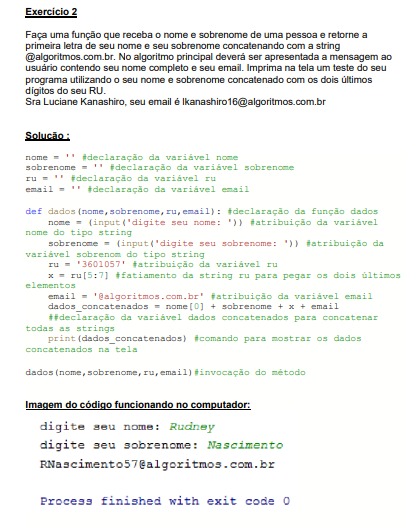 Exercício 2
Faça uma função que receba o nome e sobrenome de uma pessoa e retorne a
primeira letra de seu nome e seu sobrenome concatenando com a string
@algoritmos.com.br. No algoritmo principal deverá ser apresentada a mensagem ao
usuário contendo seu nome completo e seu email. Imprima na tela um teste do seu
programa utilizando o seu nome e sobrenome concatenado com os dois últimos
dígitos do seu RU.
Sra Luciane Kanashiro, seu email é lkanashiro16@algoritmos.com.br
Solução :
nome = '' #declaração da variável nome
sobrenome = '' #declaração da variável sobrenome
ru = '' #declaração da variável ru
email = '' #declaração da variável email
def dados(nome,sobrenome,ru,email): #declaração da função dados
nome = (input('digite seu nome: ')) #atribuição da variável
nome do tipo string
sobrenome = (input('digite seu sobrenome: ')) #atribuição da
variável sobrenom do tipo string
ru = '3601057' #atribuição da variável ru
x = ru[5:7] #fatiamento da string ru para pegar os dois últimos
elementos
email = '@algoritmos.com.br' #atribuição da variável email
dados_concatenados = nome[0] + sobrenome + x + email
##declaração da variável dados concatenados para concatenar
todas as strings
print(dados_concatenados) #comando para mostrar os dados
concatenados na tela
dados(nome,sobrenome,ru,email)#invocação do método
Imagem do código funcionando no computador:
digite seu nome: Rudney
digite seu sobrenome: Nascimento
RNascimento57@algoritmos.com.br
Process finished with exit code 0